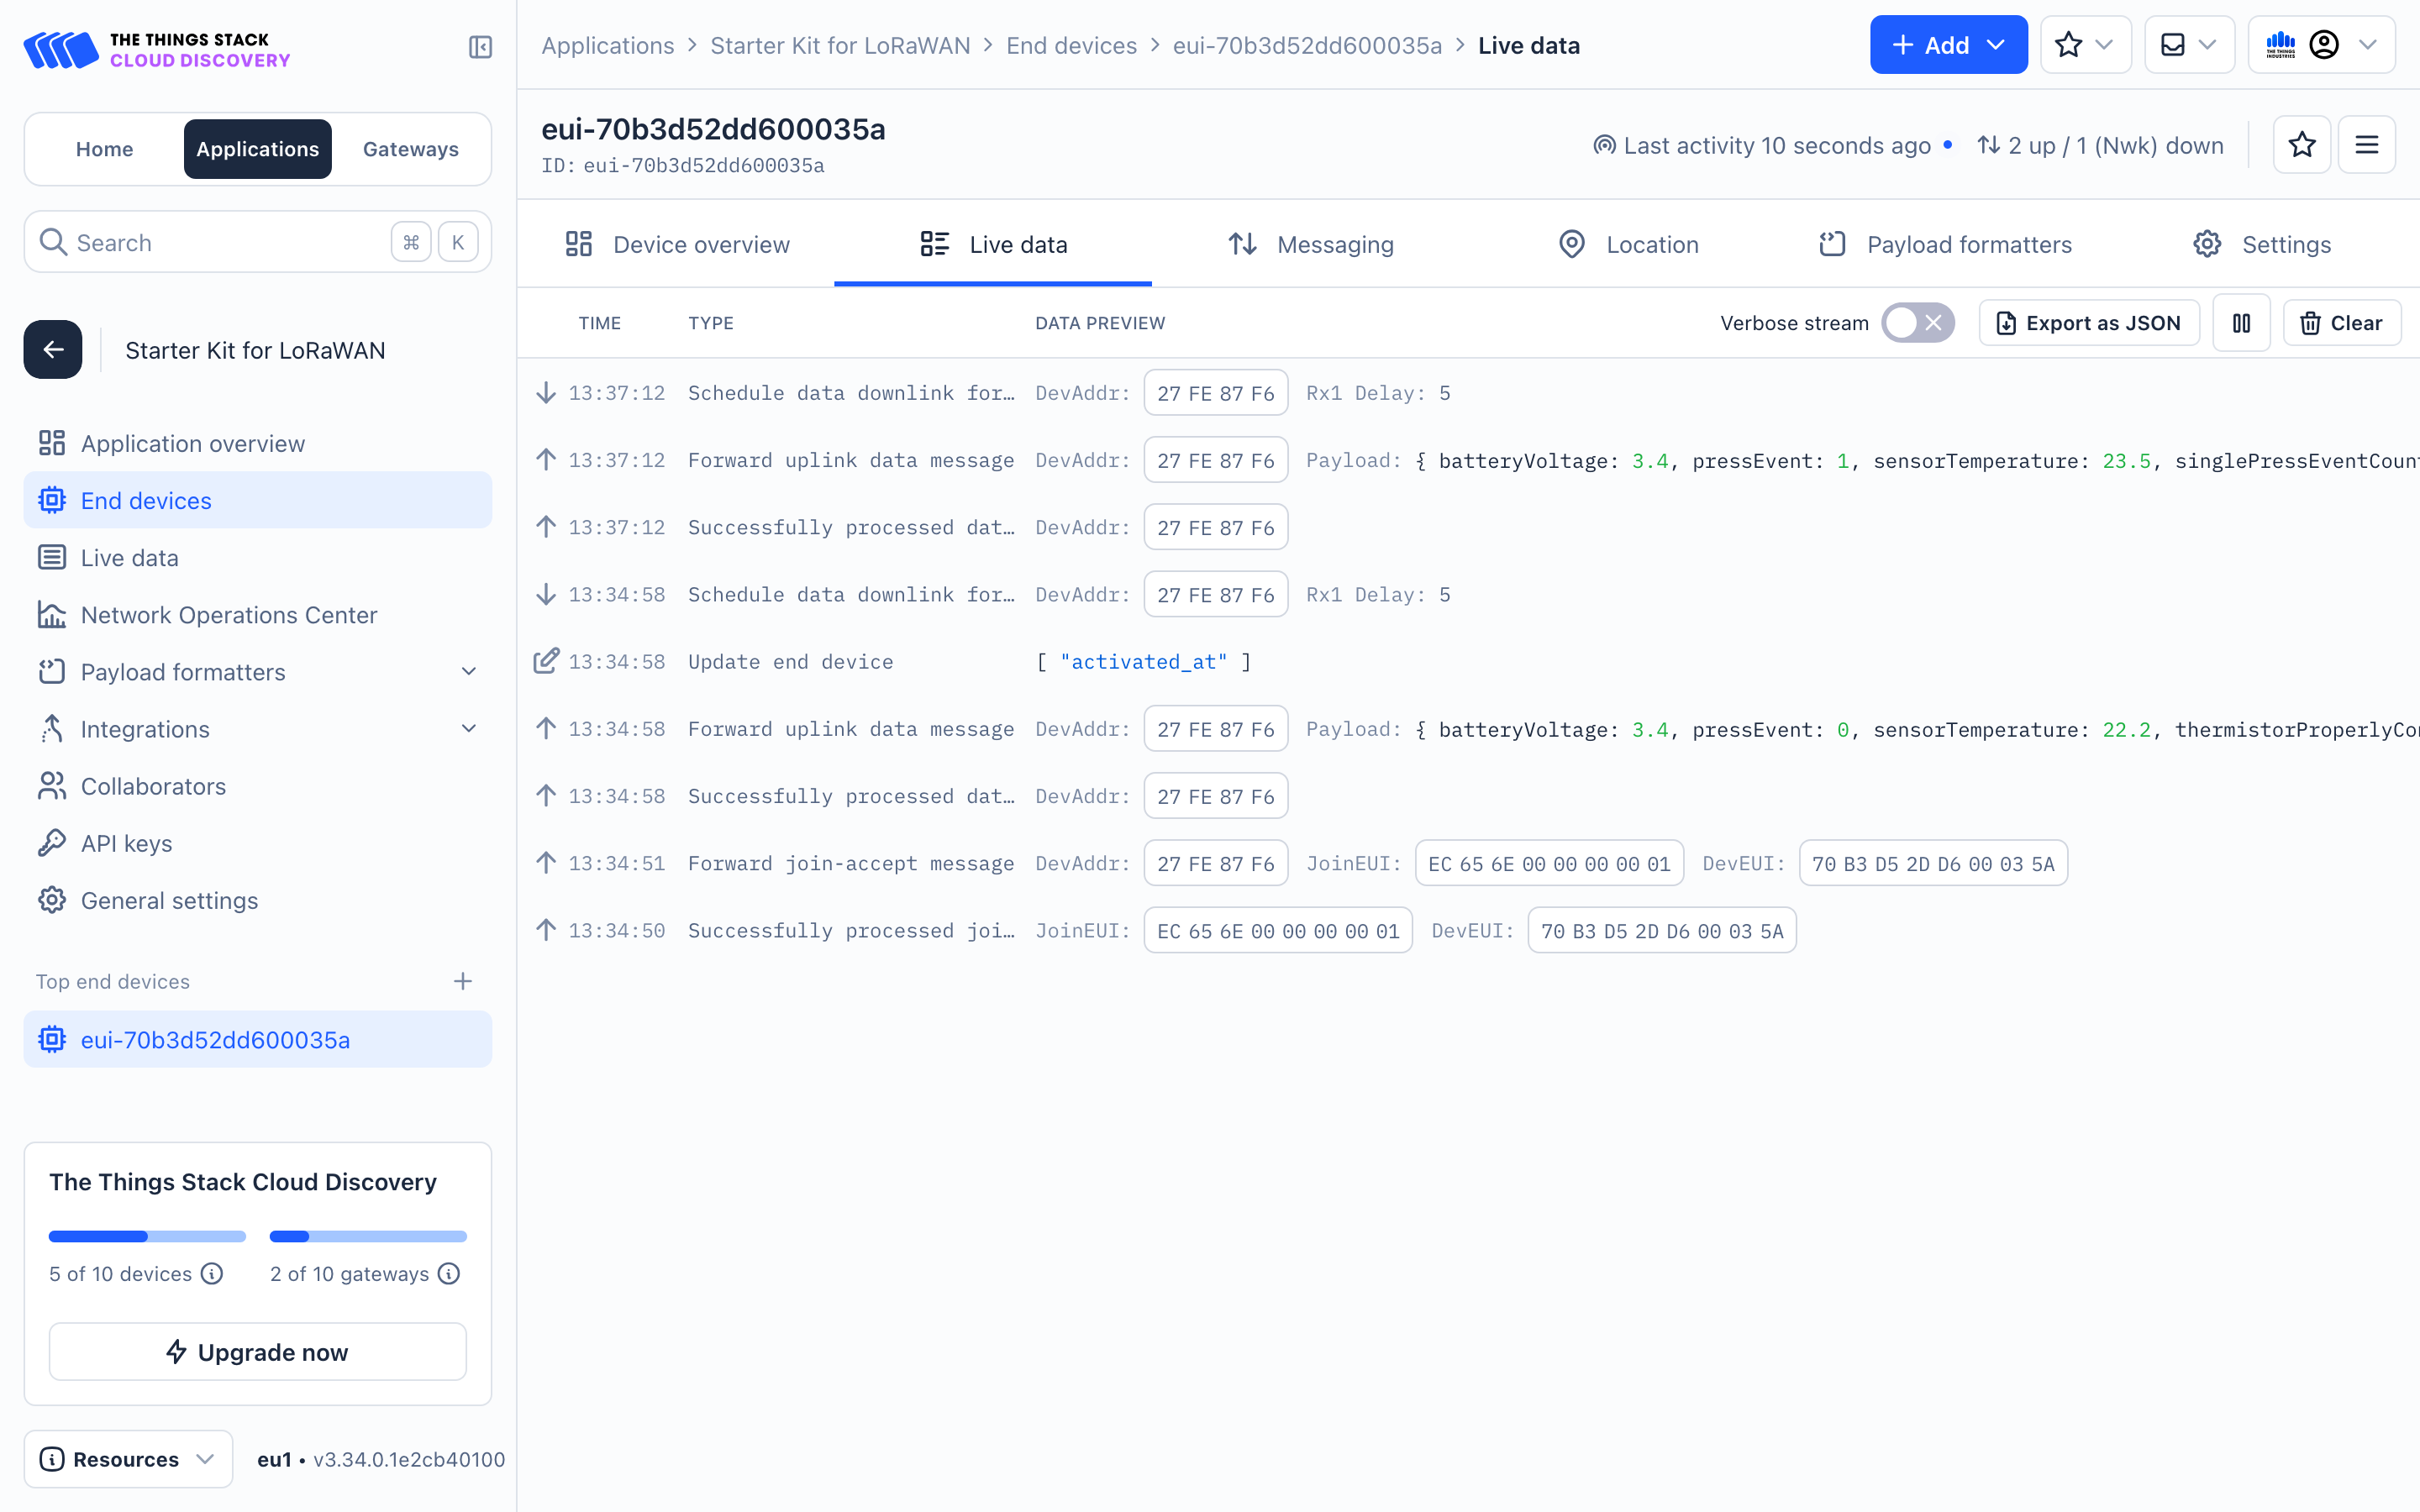 THE THINGS STACK
CLOUD DISCOVERY
Home
Applications
Gateways
Search
⌘ K
Starter Kit for LoRaWAN
Application overview
End devices
Live data
Network Operations Center
Payload formatters
Integrations
Collaborators
API keys
General settings
Top end devices
eui-70b3d52dd600035a
The Things Stack Cloud Discovery
5 of 10 devices
2 of 10 gateways
Upgrade now
Resources
eu1 • v3.34.0.1e2cb40100
Applications > Starter Kit for LoRaWAN > End devices > eui-70b3d52dd600035a > Live data
Add
THE THINGS
INDUSTRIES
eui-70b3d52dd600035a
ID: eui-70b3d52dd600035a
Last activity 10 seconds ago • 2 up / 1 (Nwk) down
Device overview
Live data
Messaging
Location
Payload formatters
Settings
TIME TYPE DATA PREVIEW
Verbose stream
Export as JSON
Clear
13:37:12 Schedule data downlink for… DevAddr: 27 FE 87 F6 Rx1 Delay: 5
13:37:12 Forward uplink data message DevAddr: 27 FE 87 F6 Payload: { batteryVoltage: 3.4, pressEvent: 1, sensorTemperature: 23.5, singlePressEventCount
13:37:12 Successfully processed dat… DevAddr: 27 FE 87 F6
13:34:58 Schedule data downlink for… DevAddr: 27 FE 87 F6 Rx1 Delay: 5
13:34:58 Update end device [ "activated_at" ]
13:34:58 Forward uplink data message DevAddr: 27 FE 87 F6 Payload: { batteryVoltage: 3.4, pressEvent: 0, sensorTemperature: 22.2, thermistorProperlyCo
13:34:58 Successfully processed dat… DevAddr: 27 FE 87 F6
13:34:51 Forward join-accept message DevAddr: 27 FE 87 F6 JoinEUI: EC 65 6E 00 00 00 00 01 DevEUI: 70 B3 D5 2D D6 00 03 5A
13:34:50 Successfully processed joi… JoinEUI: EC 65 6E 00 00 00 00 01 DevEUI: 70 B3 D5 2D D6 00 03 5A